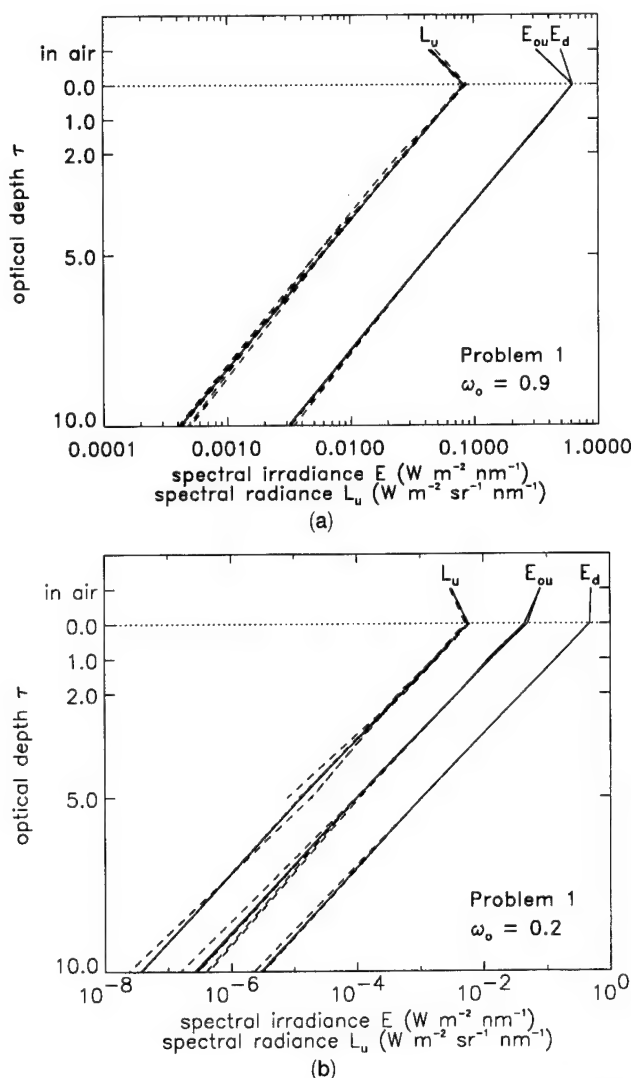 in air
0.0
1.0
2.0
5.0
10.0
optical depth τ
L_u
E_ou E_d
Problem 1
ω_o = 0.9
0.0001 0.0010 0.0100 0.1000 1.0000
spectral irradiance E (W m⁻² nm⁻¹)
spectral radiance L_u (W m⁻² sr⁻¹ nm⁻¹)
(a)
in air
0.0
1.0
2.0
5.0
10.0
optical depth τ
L_u E_ou E_d
Problem 1
ω_o = 0.2
10⁻⁸ 10⁻⁶ 10⁻⁴ 10⁻² 10⁰
spectral irradiance E (W m⁻² nm⁻¹)
spectral radiance L_u (W m⁻² sr⁻¹ nm⁻¹)
(b)